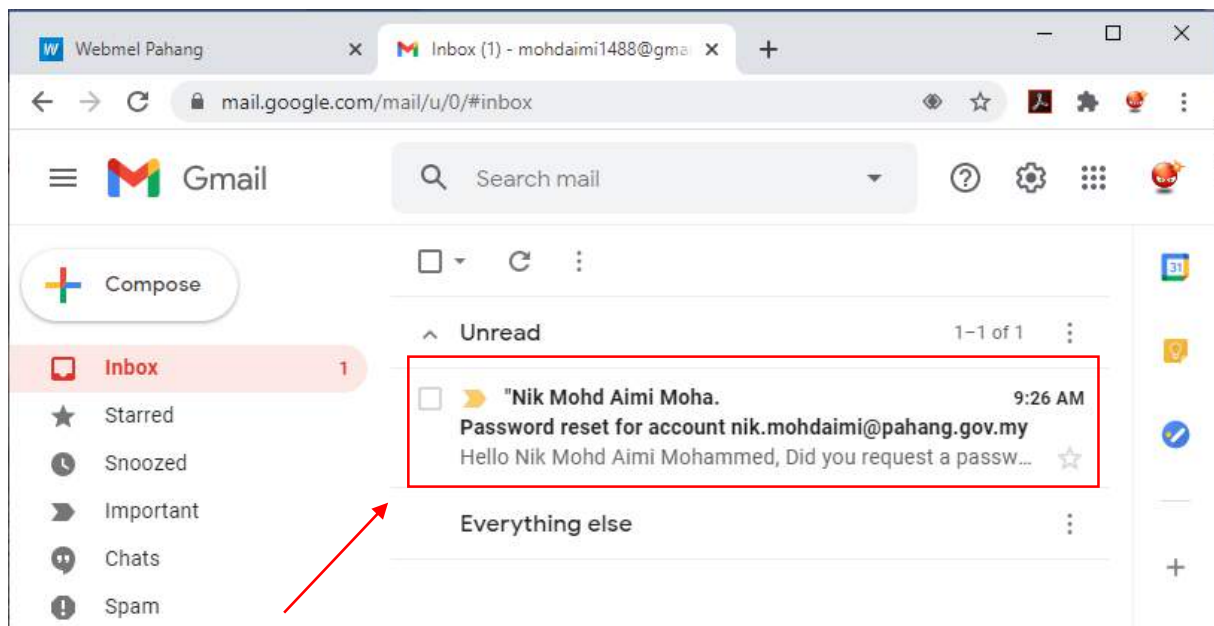 Webmel Pahang
Inbox (1) - mohdaimi1488@gma
mail.google.com/mail/u/0/#inbox
Gmail
Search mail
Compose
Unread
1–1 of 1
Inbox
1
"Nik Mohd Aimi Moha.
9:26 AM
Starred
Password reset for account nik.mohdaimi@pahang.gov.my
Hello Nik Mohd Aimi Mohammed, Did you request a passw...
Snoozed
Important
Everything else
Chats
Spam
31